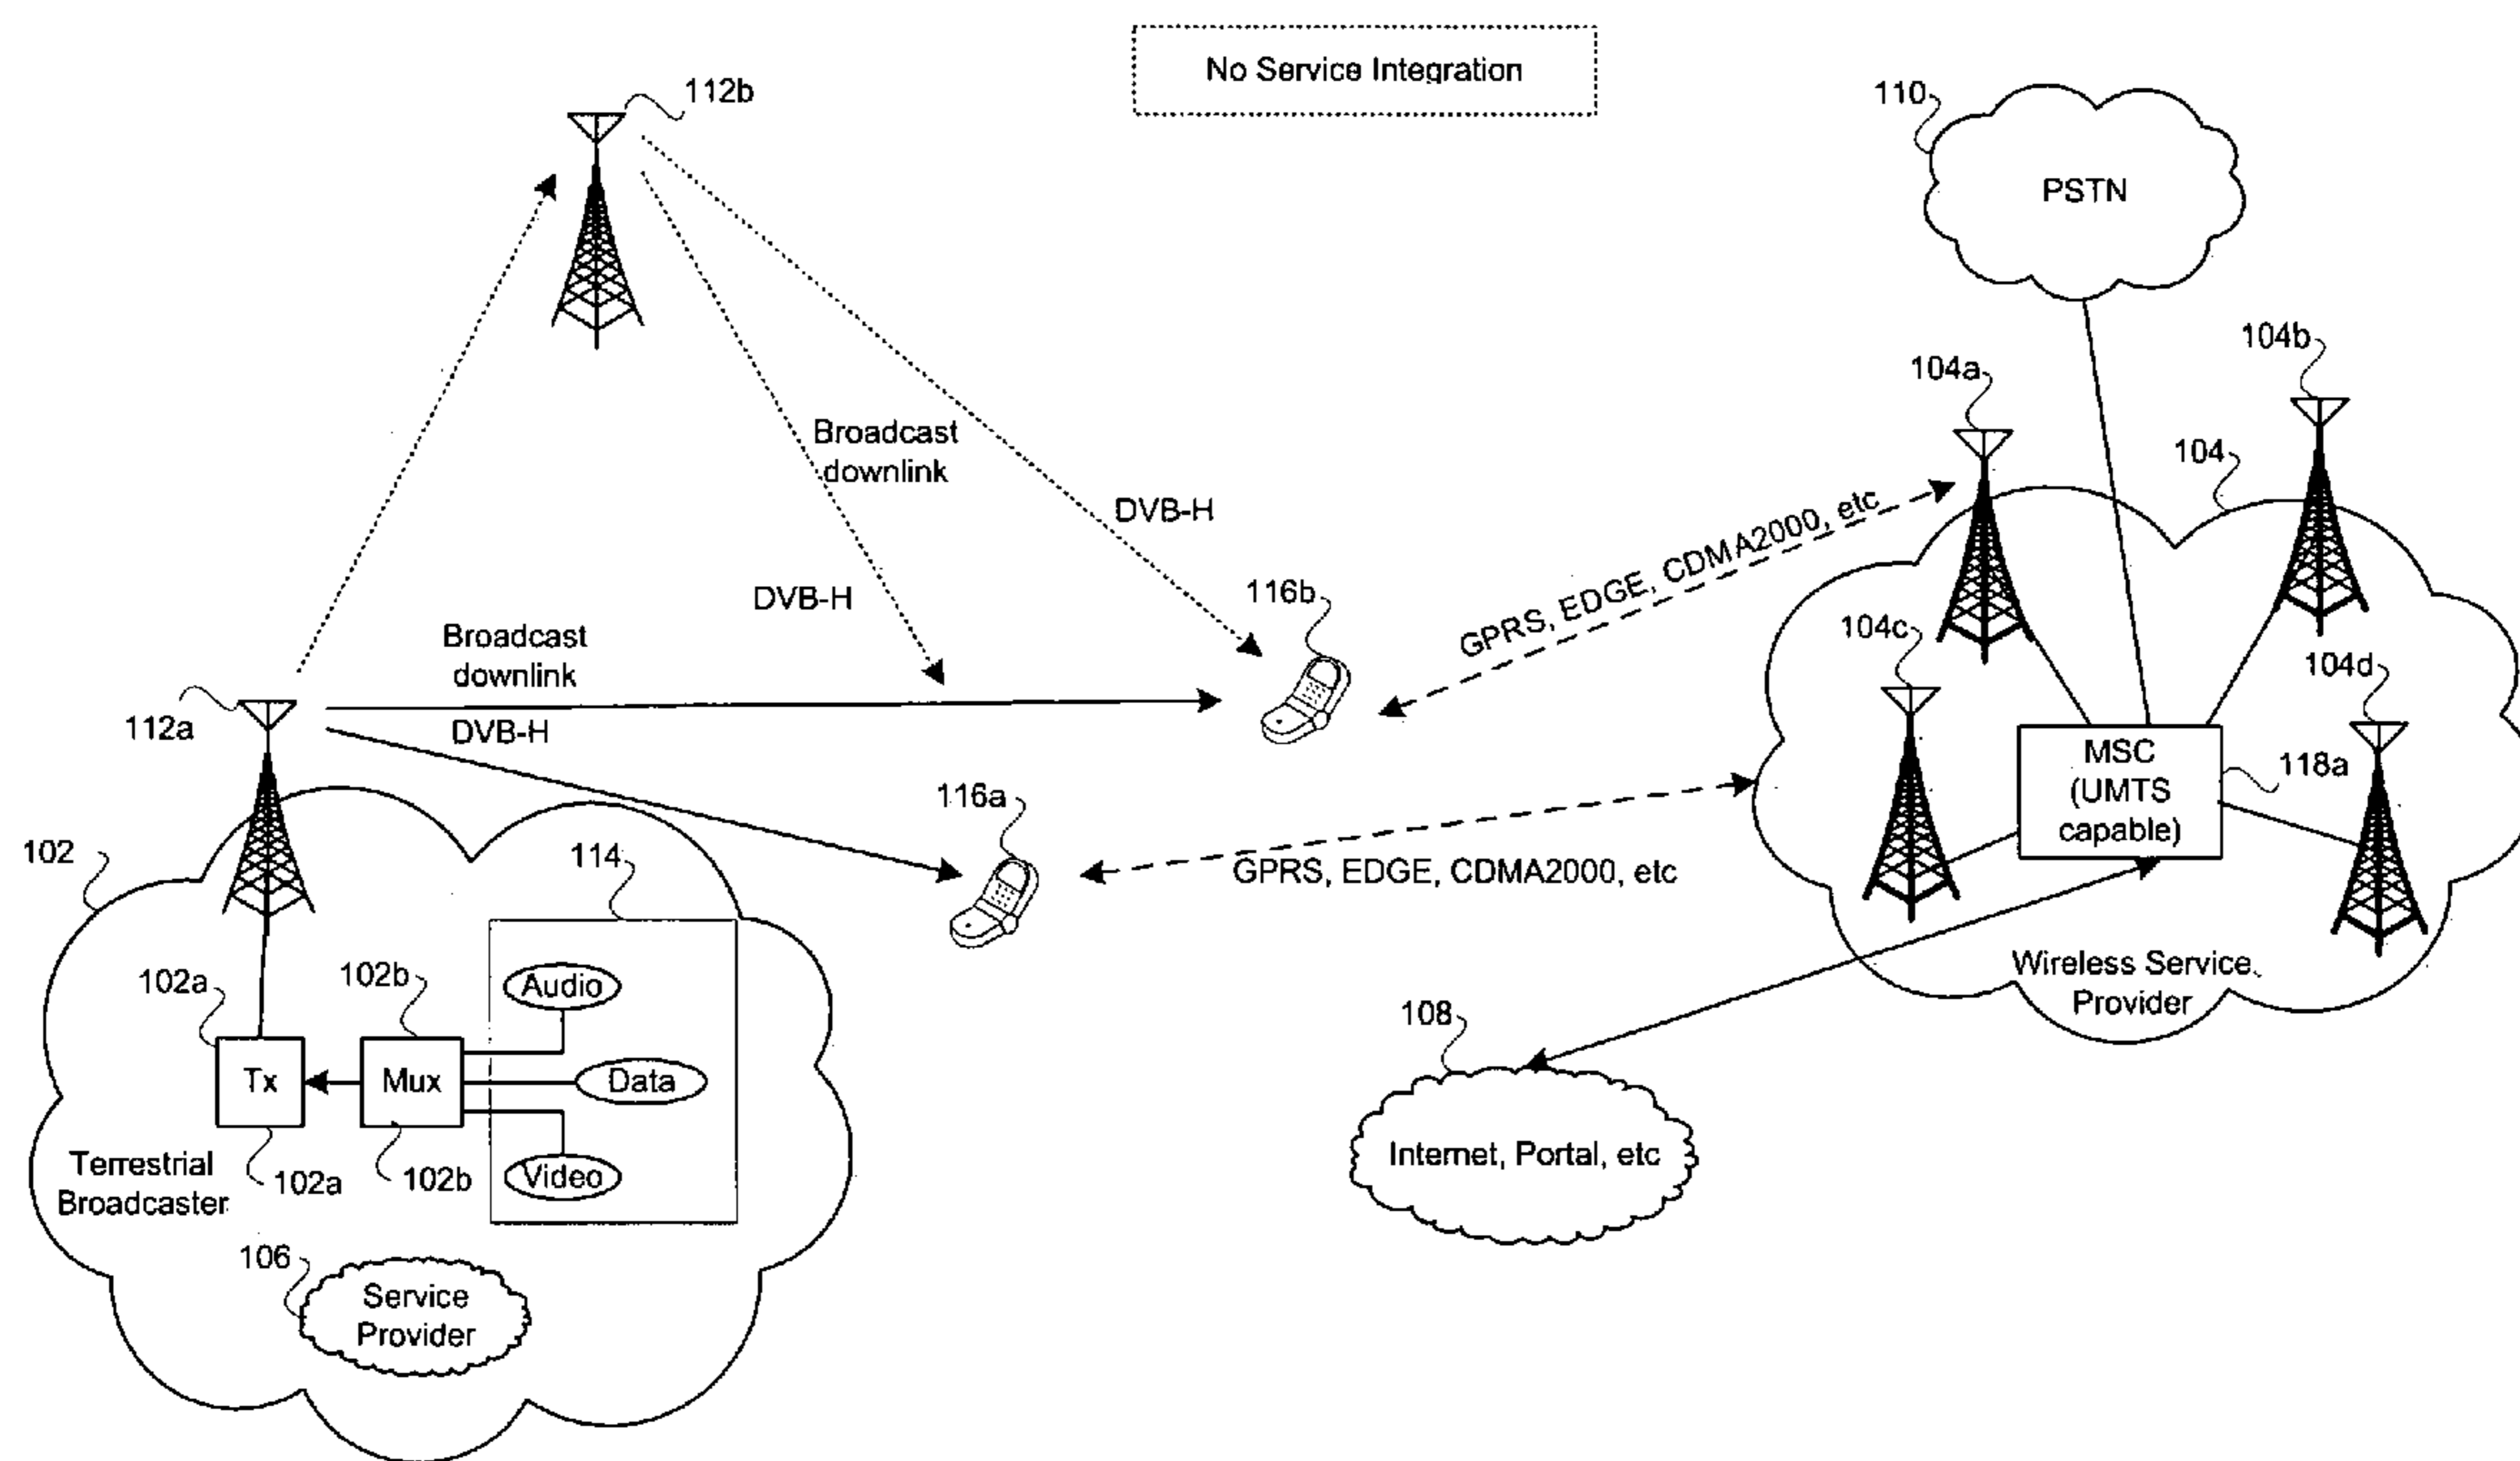 No Service Integration
112b
110
PSTN
104b
104a
104
Broadcast
downlink
DVB-H
GPRS, EDGE, CDMA2000, etc
116b
DVB-H
104c
Broadcast
downlink
104d
112a
DVB-H
MSC
(UMTS
capable)
118a
116a
102
114
GPRS, EDGE, CDMA2000, etc
102a
102b
Audio
Wireless Service
Provider
108
Tx
Mux
Data
Terrestrial
Broadcaster
102a
102b
Video
Internet, Portal, etc
106
Service
Provider